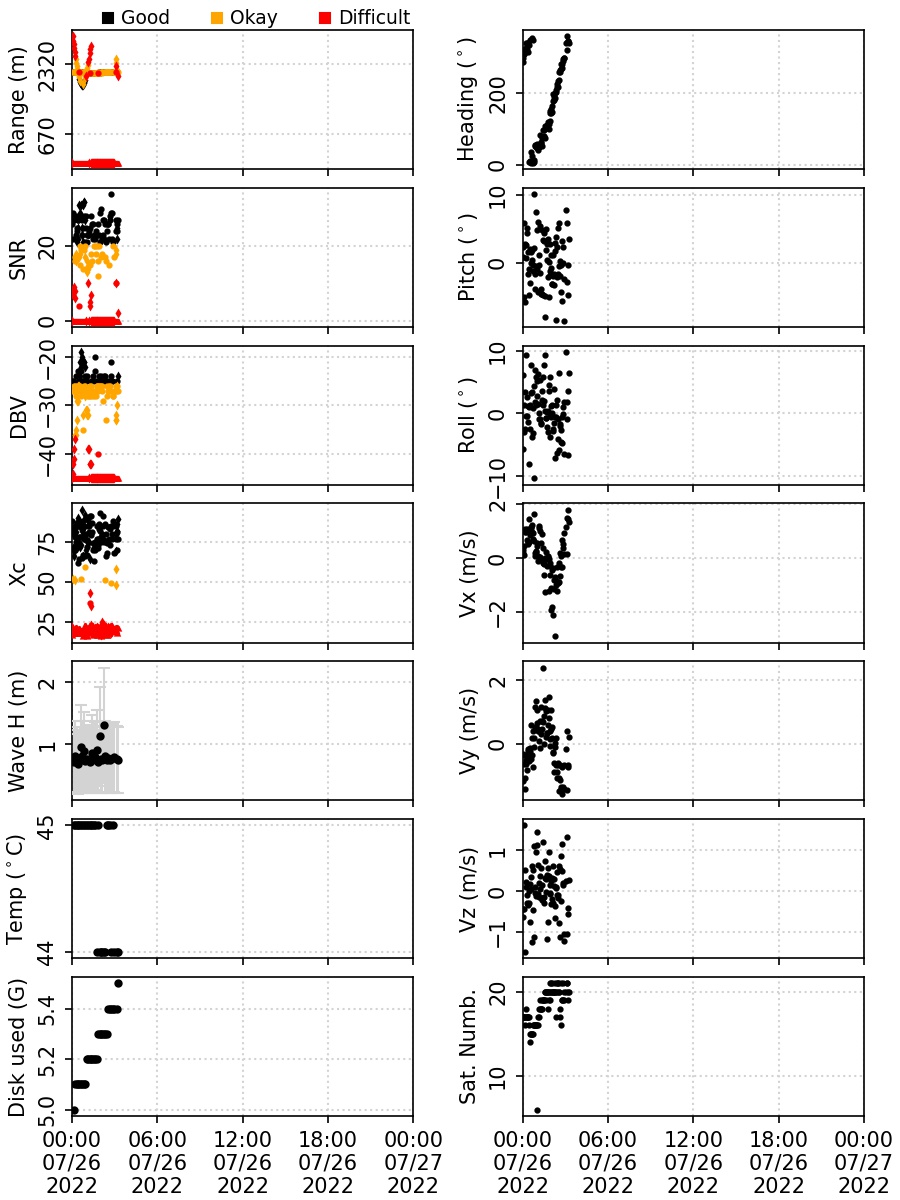 Good Okay Difficult
Range (m)
2320
670
Heading (°)
200
0
SNR
20
0
Pitch (°)
10
0
DBV
−20
−30
−40
Roll (°)
10
0
−10
Xc
75
50
25
Vx (m/s)
2
0
−2
Wave H (m)
2
1
Vy (m/s)
2
0
Temp (°C)
45
44
Vz (m/s)
1
0
−1
Disk used (G)
5.4
5.2
5.0
Sat. Numb.
20
10
00:00 06:00 12:00 18:00 00:00
07/26 07/26 07/26 07/26 07/27
2022 2022 2022 2022 2022
00:00 06:00 12:00 18:00 00:00
07/26 07/26 07/26 07/26 07/27
2022 2022 2022 2022 2022